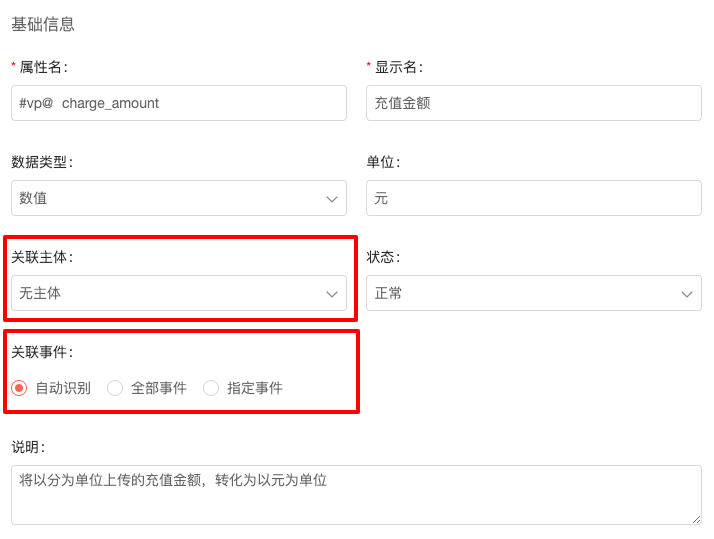 基础信息
* 属性名：
* 显示名：
#vp@ charge_amount
充值金额
数据类型：
单位：
数值
元
关联主体：
状态：
无主体
正常
关联事件：
自动识别 全部事件 指定事件
说明：
将以分为单位上传的充值金额，转化为以元为单位